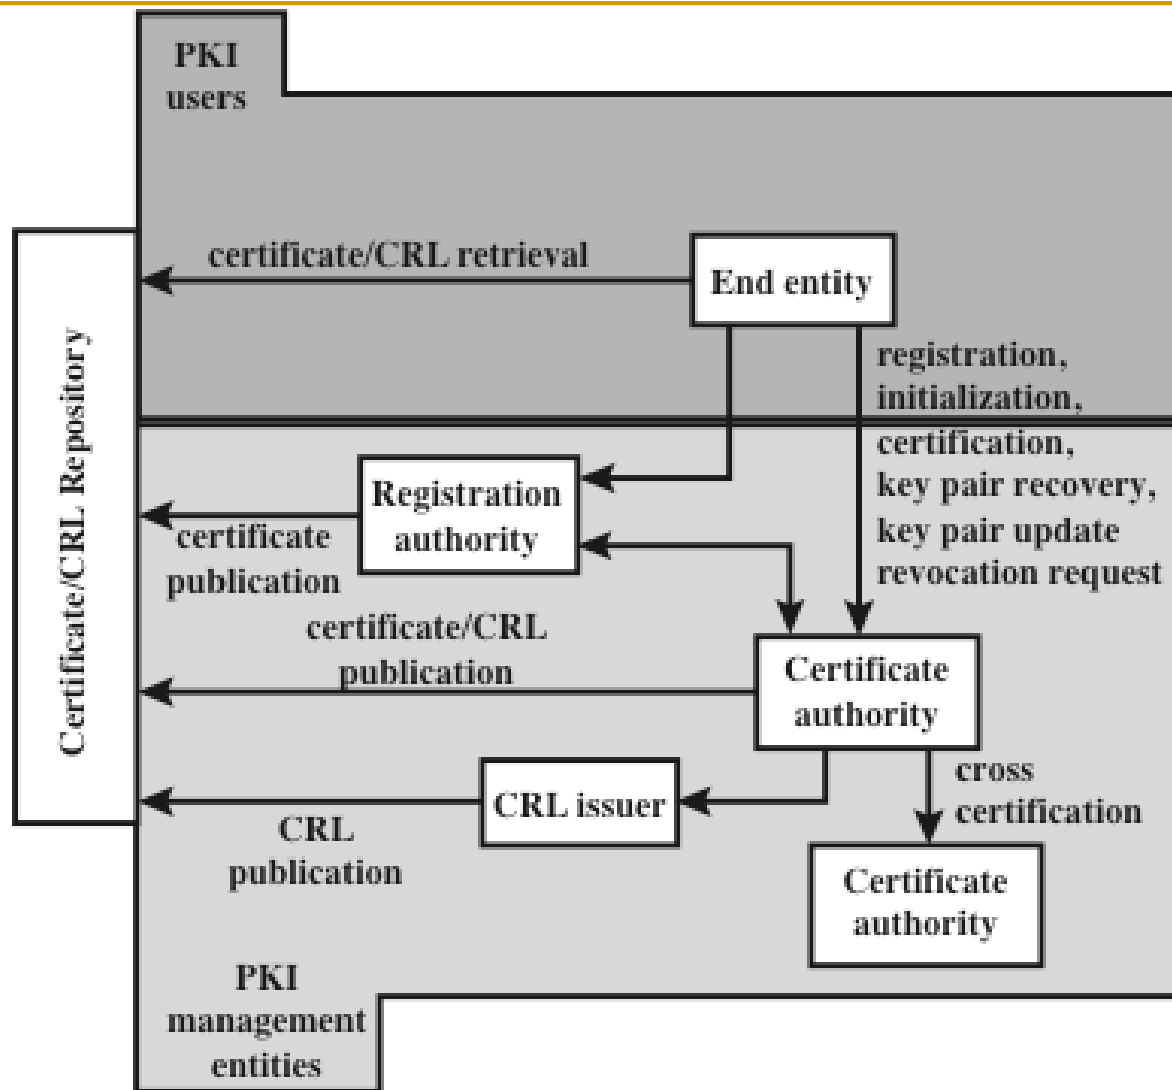 PKI
users
certificate/CRL retrieval
End entity
Certificate/CRL Repository
registration,
initialization,
certification,
key pair recovery,
key pair update
revocation request
Registration
authority
certificate
publication
certificate/CRL
publication
Certificate
authority
CRL issuer
CRL
publication
cross
certification
Certificate
authority
PKI
management
entities